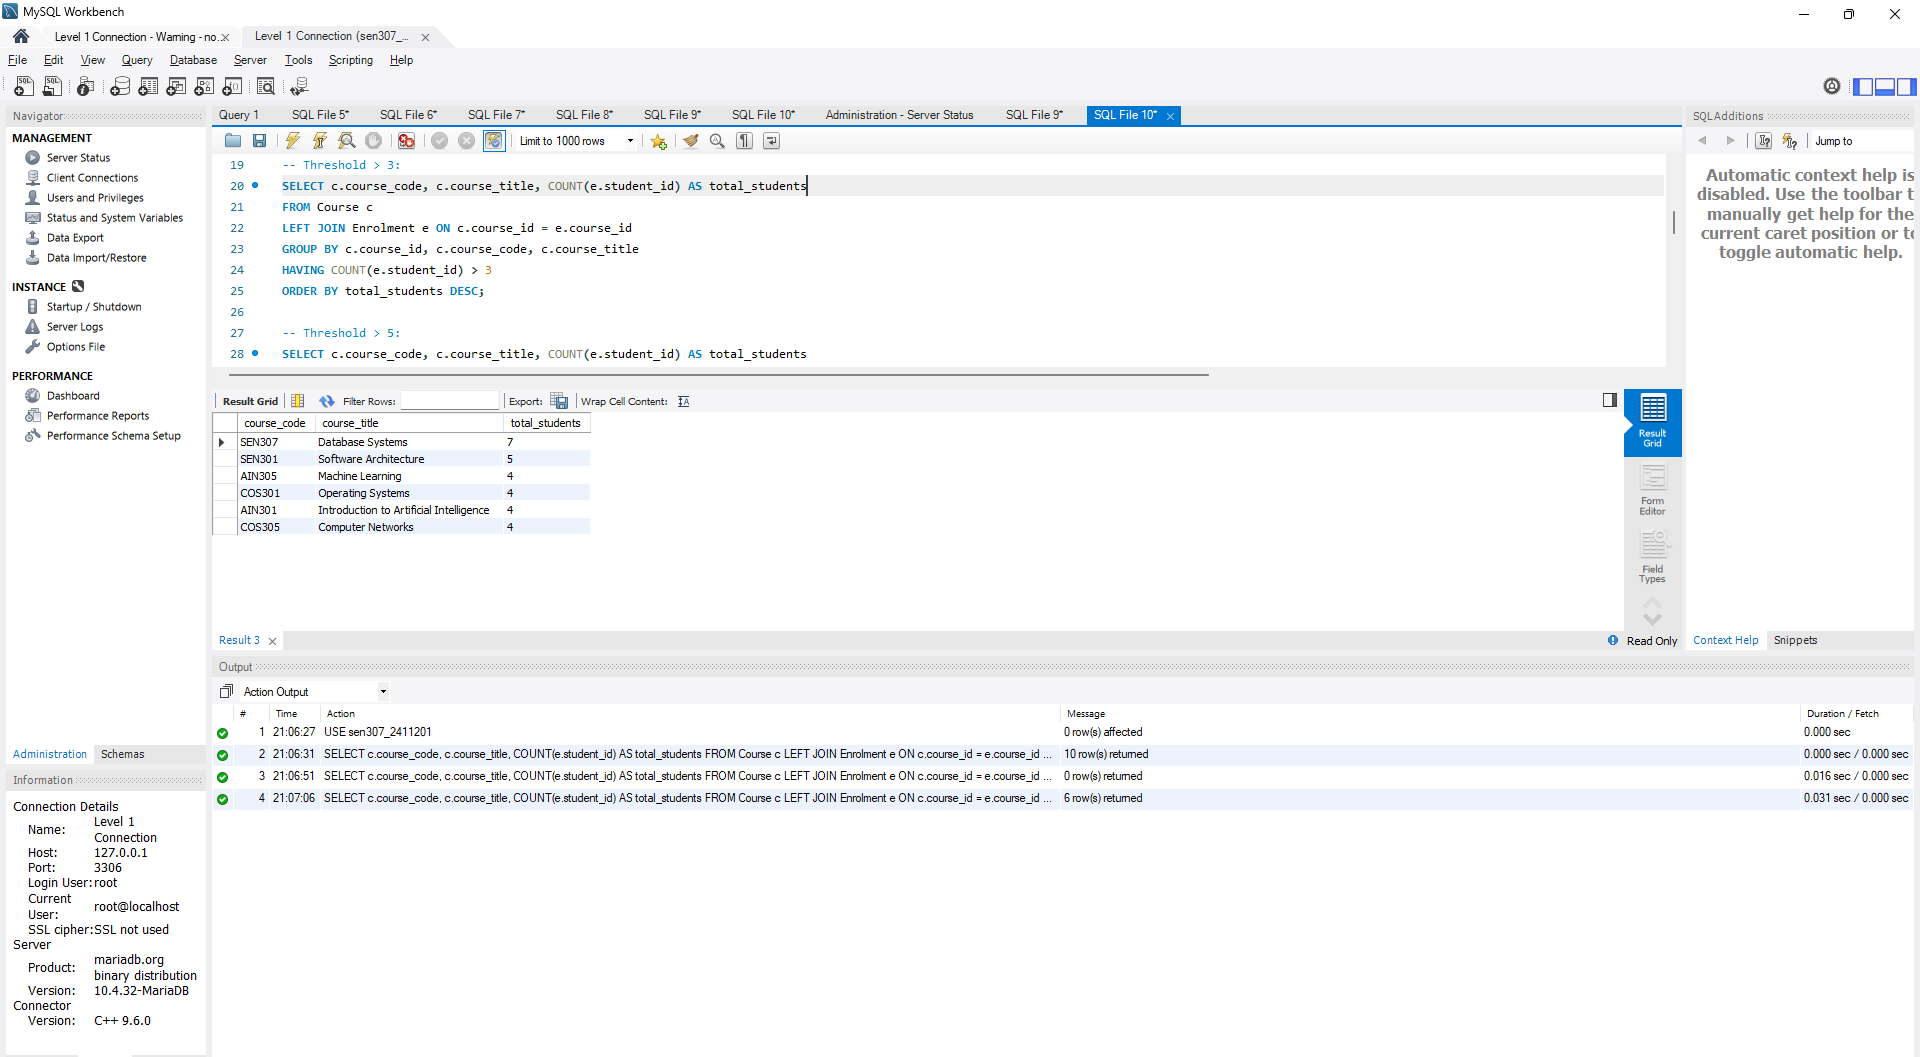 MySQL Workbench
Level 1 Connection - Warning - no...
Level 1 Connection (sen307_...
File Edit View Query Database Server Tools Scripting Help
Navigator
MANAGEMENT
Server Status
Client Connections
Users and Privileges
Status and System Variables
Data Export
Data Import/Restore
INSTANCE
Startup / Shutdown
Server Logs
Options File
PERFORMANCE
Dashboard
Performance Reports
Performance Schema Setup
Administration Schemas
Information
Connection Details
Name: Level 1 Connection
Host: 127.0.0.1
Port: 3306
Login User: root
Current User: root@localhost
SSL cipher: SSL not used
Server
Product: mariadb.org binary distribution
Version: 10.4.32-MariaDB
Connector
Version: C++ 9.6.0
Query 1 SQL File 5* SQL File 6* SQL File 7* SQL File 8* SQL File 9* SQL File 10* Administration - Server Status SQL File 9* SQL File 10*
Limit to 1000 rows
19 -- Threshold > 3:
20 SELECT c.course_code, c.course_title, COUNT(e.student_id) AS total_students
21 FROM Course c
22 LEFT JOIN Enrolment e ON c.course_id = e.course_id
23 GROUP BY c.course_id, c.course_code, c.course_title
24 HAVING COUNT(e.student_id) > 3
25 ORDER BY total_students DESC;
26
27 -- Threshold > 5:
28 SELECT c.course_code, c.course_title, COUNT(e.student_id) AS total_students
Result Grid Filter Rows: Export: Wrap Cell Content:
course_code course_title total_students
SEN307 Database Systems 7
SEN301 Software Architecture 5
AIN305 Machine Learning 4
COS301 Operating Systems 4
AIN301 Introduction to Artificial Intelligence 4
COS305 Computer Networks 4
Result Grid
Form Editor
Field Types
Result 3
Read Only
SQLAdditions
Jump to
Automatic context help is
disabled. Use the toolbar t
manually get help for the
current caret position or to
toggle automatic help.
Context Help Snippets
Output
Action Output
# Time Action Message Duration / Fetch
1 21:06:27 USE sen307_2411201 0 row(s) affected 0.000 sec
2 21:06:31 SELECT c.course_code, c.course_title, COUNT(e.student_id) AS total_students FROM Course c LEFT JOIN Enrolment e ON c.course_id = e.course_id ... 10 row(s) returned 0.000 sec / 0.000 sec
3 21:06:51 SELECT c.course_code, c.course_title, COUNT(e.student_id) AS total_students FROM Course c LEFT JOIN Enrolment e ON c.course_id = e.course_id ... 0 row(s) returned 0.016 sec / 0.000 sec
4 21:07:06 SELECT c.course_code, c.course_title, COUNT(e.student_id) AS total_students FROM Course c LEFT JOIN Enrolment e ON c.course_id = e.course_id ... 6 row(s) returned 0.031 sec / 0.000 sec